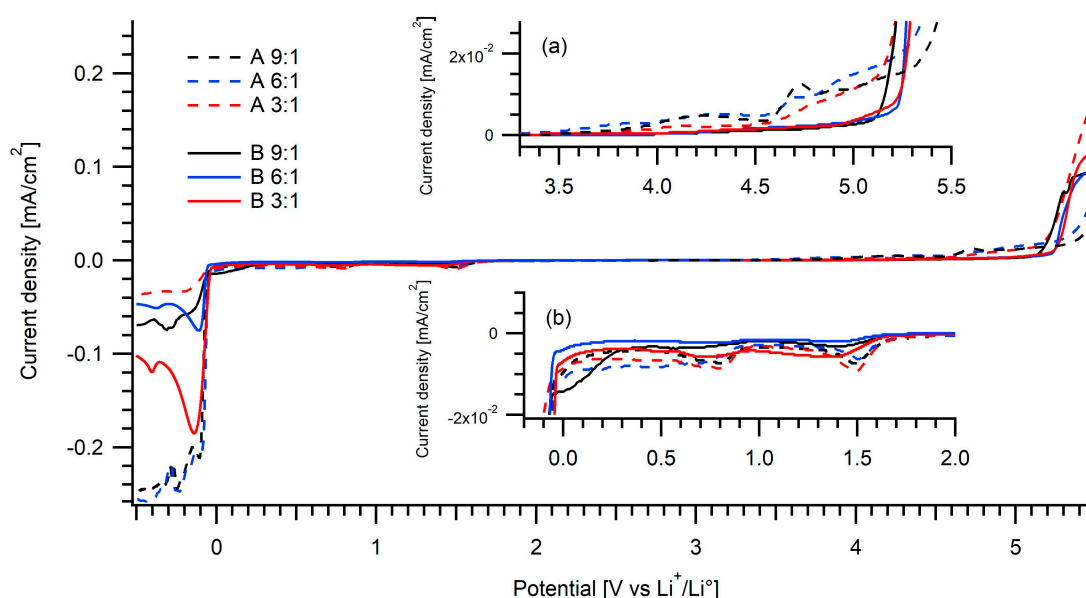 Current density [mA/cm²]
0.2
0.1
0.0
-0.1
-0.2
A 9:1
A 6:1
A 3:1
B 9:1
B 6:1
B 3:1
Current density [mA/cm²]
(a)
2x10⁻²
0
3.5 4.0 4.5 5.0 5.5
Current density [mA/cm²]
(b)
0
-2x10⁻²
0.0 0.5 1.0 1.5 2.0
0 1 2 3 4 5
Potential [V vs Li⁺/Li°]